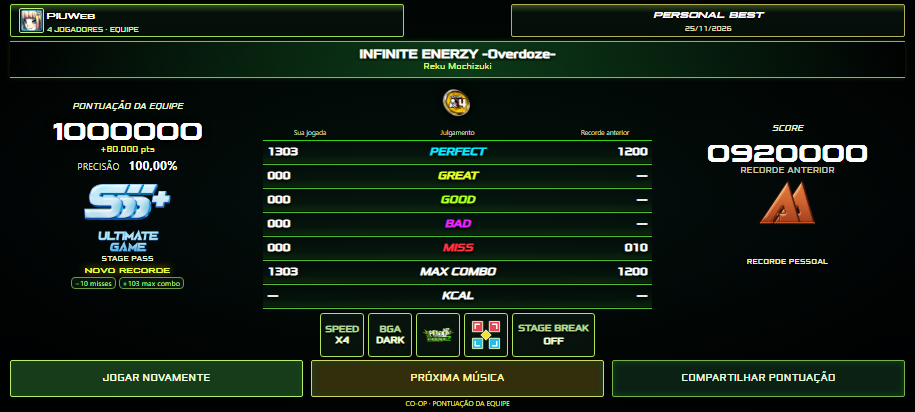 PIUWEB
4 JOGADORES · EQUIPE
PERSONAL BEST
25/11/2026
INFINITE ENERZY -Overdoze-
Reku Mochizuki
PONTUAÇÃO DA EQUIPE
1000000
+80.000 pts
PRECISÃO 100,00%
SSS+
ULTIMATE
GAME
STAGE PASS
NOVO RECORDE
−10 misses +103 max combo
x4
Sua jogada Julgamento Recorde anterior
1303 PERFECT 1200
000 GREAT —
000 GOOD —
000 BAD —
000 MISS 010
1303 MAX COMBO 1200
— KCAL —
SCORE
0920000
RECORDE ANTERIOR
RECORDE PESSOAL
SPEED
X4
BGA
DARK
STAGE BREAK
OFF
JOGAR NOVAMENTE
PRÓXIMA MÚSICA
COMPARTILHAR PONTUAÇÃO
CO-OP · PONTUAÇÃO DA EQUIPE